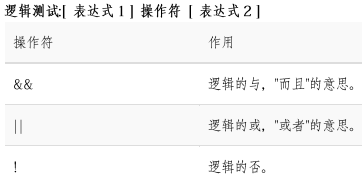 逻辑测试:[ 表达式1] 操作符 [ 表达式2]
操作符 作用
&& 逻辑的与，"而且"的意思。
|| 逻辑的或，"或者"的意思。
! 逻辑的否。